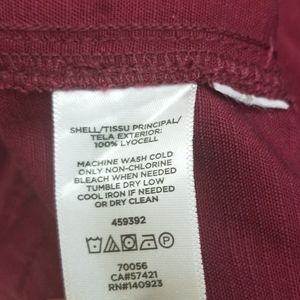 SHELL/TISSU PRINCIPAL/
TELA EXTERIOR:
100% LYOCELL
MACHINE WASH COLD
ONLY NON-CHLORINE
BLEACH WHEN NEEDED
TUMBLE DRY LOW
COOL IRON IF NEEDED
OR DRY CLEAN
459392
70056
CA#57421
RN#140923